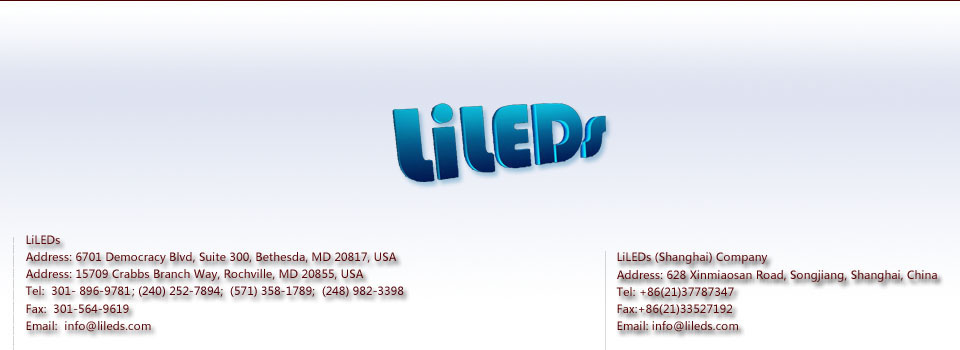 LiLEDs
LiLEDs
Address: 6701 Democracy Blvd, Suite 300, Bethesda, MD 20817, USA
Address: 15709 Crabbs Branch Way, Rochville, MD 20855, USA
Tel:  301- 896-9781; (240) 252-7894;  (571) 358-1789;  (248) 982-3398
Fax:  301-564-9619
Email:  info@lileds.com
LiLEDs (Shanghai) Company
Address: 628 Xinmiaosan Road, Songjiang, Shanghai, China
Tel: +86(21)37787347
Fax:+86(21)33527192
Email: info@lileds.com